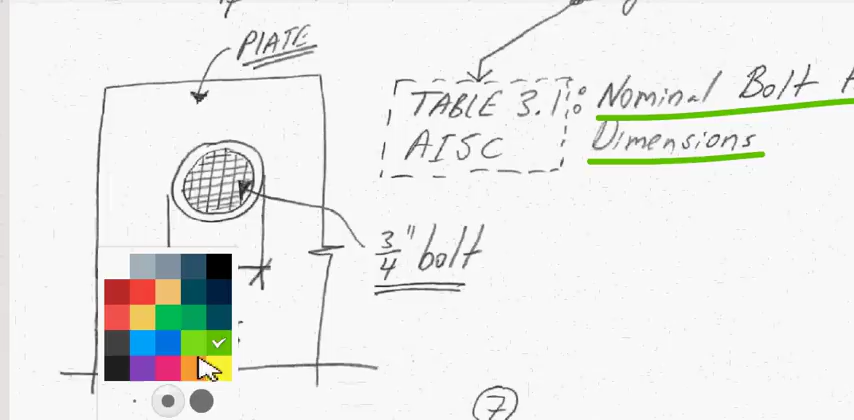 PLATE
TABLE 3.1: Nominal Bolt
AISC Dimensions
3/4" bolt
7